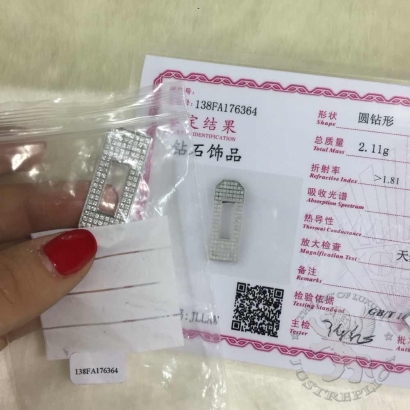 138FA176364
定结果
IDENTIFICATION
钻石饰品
形状
Shape
圆钻形
总质量
Total Mass
2.11g
折射率
Refractive Index
>1.81
吸收光谱
Absorption Spectrum
热导性
Thermal Conductance
放大检查
Magnification Test
天
备注
Remarks
检验依据
Testing Standard
GB/T
主检
Tester
批
138FA176364